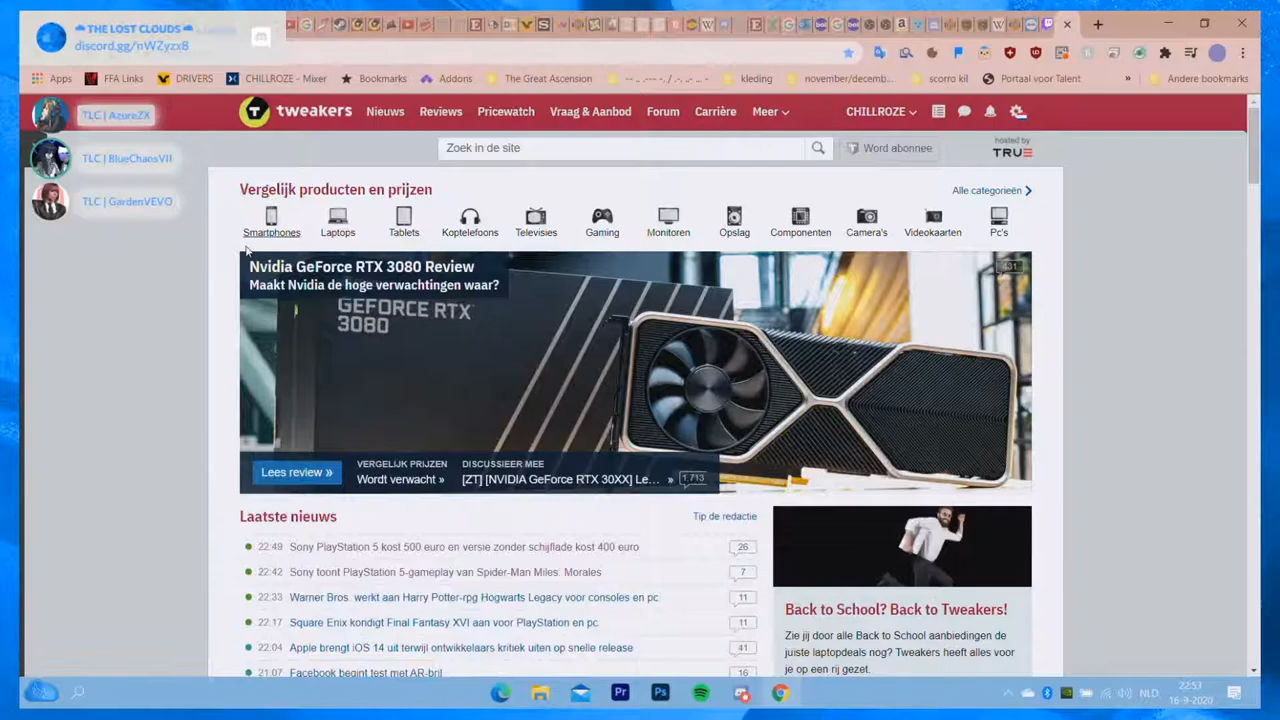 THE LOST CLOUDS
discord.gg/nWZyzx8
Apps
FFA Links
DRIVERS
CHILLROZE - Mixer
Bookmarks
Addons
The Great Ascension
kleding
november/decemb...
scorro kil
Portaal voor Talent
»
Andere bookmarks
TLC | AzureZX
TLC | BlueChaosVII
TLC | GardenVEVO
tweakers
Nieuws
Reviews
Pricewatch
Vraag & Aanbod
Forum
Carrière
Meer
CHILLROZE
Zoek in de site
Word abonnee
hosted by
TRUE
Vergelijk producten en prijzen
Alle categorieën
Smartphones
Laptops
Tablets
Koptelefoons
Televisies
Gaming
Monitoren
Opslag
Componenten
Camera's
Videokaarten
Pc's
Nvidia GeForce RTX 3080 Review
Maakt Nvidia de hoge verwachtingen waar?
431
GEFORCE RTX
3080
Lees review »
VERGELIJK PRIJZEN
Wordt verwacht »
DISCUSSIEER MEE
[ZT] [NVIDIA GeForce RTX 30XX] Le... »
1.713
Laatste nieuws
Tip de redactie
22:49 Sony PlayStation 5 kost 500 euro en versie zonder schijflade kost 400 euro 26
22:42 Sony toont PlayStation 5-gameplay van Spider-Man Miles: Morales 7
22:33 Warner Bros. werkt aan Harry Potter-rpg Hogwarts Legacy voor consoles en pc 11
22:17 Square Enix kondigt Final Fantasy XVI aan voor PlayStation en pc 11
22:04 Apple brengt iOS 14 uit terwijl ontwikkelaars kritiek uiten op snelle release 41
21:07 Facebook begint test met AR-bril 16
Back to School? Back to Tweakers!
Zie jij door alle Back to School aanbiedingen de
juiste laptopdeals nog? Tweakers heeft alles voor
je op een rij gezet.
Pr
Ps
NLD
22:53
16-9-2020